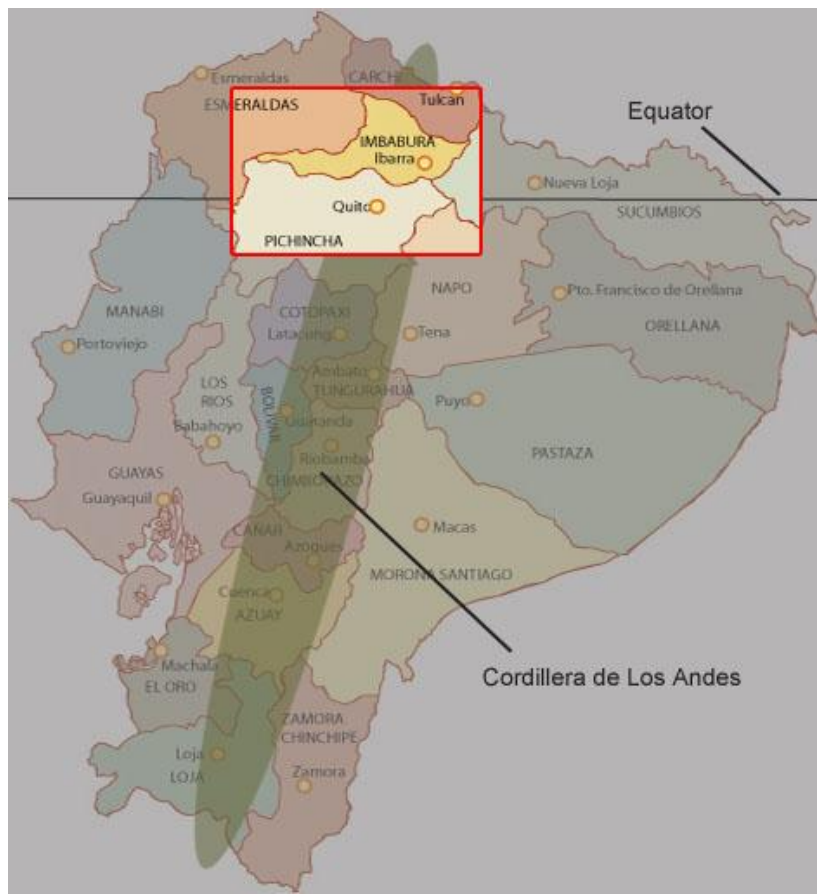 Esmeraldas
CARCHI
ESMERALDAS
Tulcan
Equator
IMBABURA
Ibarra
Nueva Loja
Quito
SUCUMBIOS
PICHINCHA
NAPO
Pto. Francisco de Orellana
MANABI
COTOPAXI
ORELLANA
Latacung
Tena
Portoviejo
Ambato
LOS
RIOS
TUNGURAHUA
BOLIVAR
Puyo
Guaranda
Babahoyo
Riobamba
PASTAZA
GUAYAS
CHIMBORAZO
Guayaquil
Macas
CAÑAR
Azogues
MORONA SANTIAGO
Cuenca
AZUAY
Machala
Cordillera de Los Andes
EL ORO
ZAMORA
CHINCHIPE
Loja
LOJA
Zamora